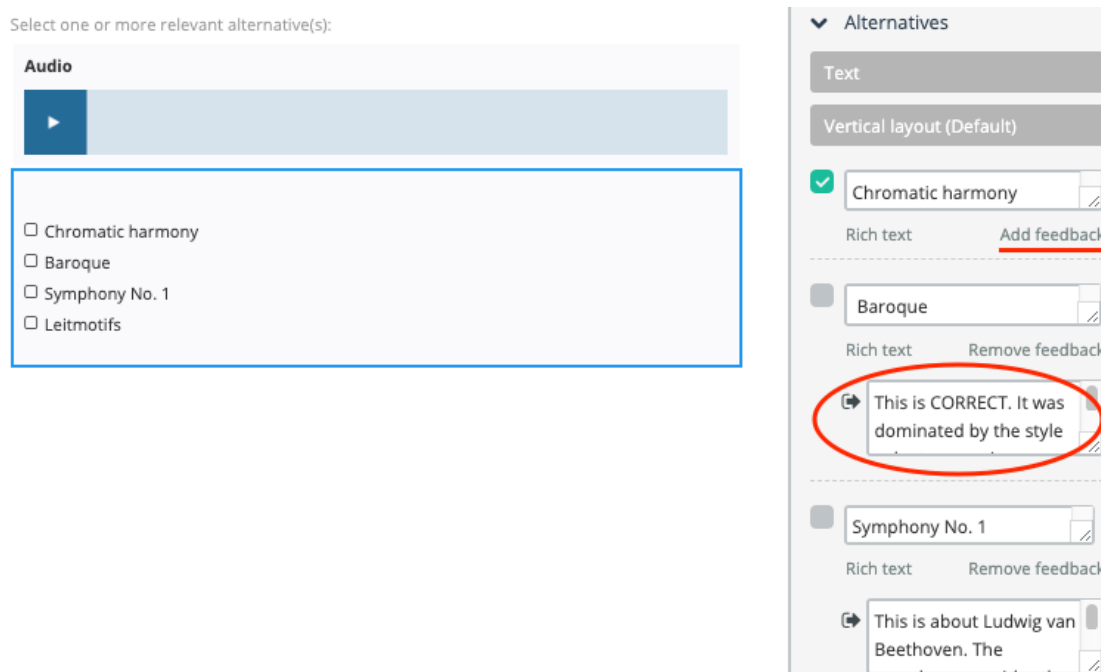 Select one or more relevant alternative(s):
Audio
Chromatic harmony
Baroque
Symphony No. 1
Leitmotifs
Alternatives
Text
Vertical layout (Default)
Chromatic harmony
Rich text Add feedback
Baroque
Rich text Remove feedback
This is CORRECT. It was
dominated by the style
Symphony No. 1
Rich text Remove feedback
This is about Ludwig van
Beethoven. The